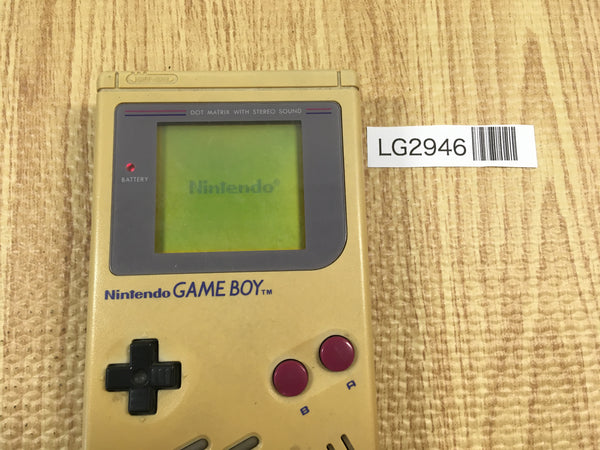 DOT MATRIX WITH STEREO SOUND
LG2946
BATTERY
Nintendo®
Nintendo GAME BOY™
B
A